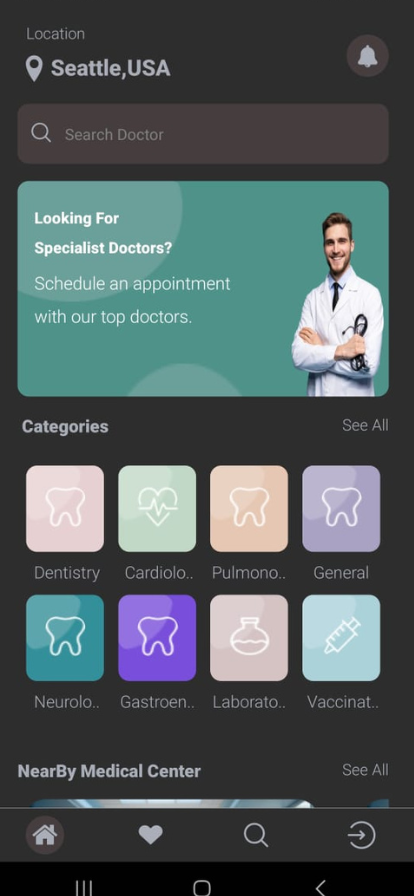 Location
Seattle,USA
Search Doctor
Looking For
Specialist Doctors?
Schedule an appointment
with our top doctors.
Categories
See All
Dentistry
Cardiolo..
Pulmono..
General
Neurolo..
Gastroen..
Laborato..
Vaccinat..
NearBy Medical Center
See All